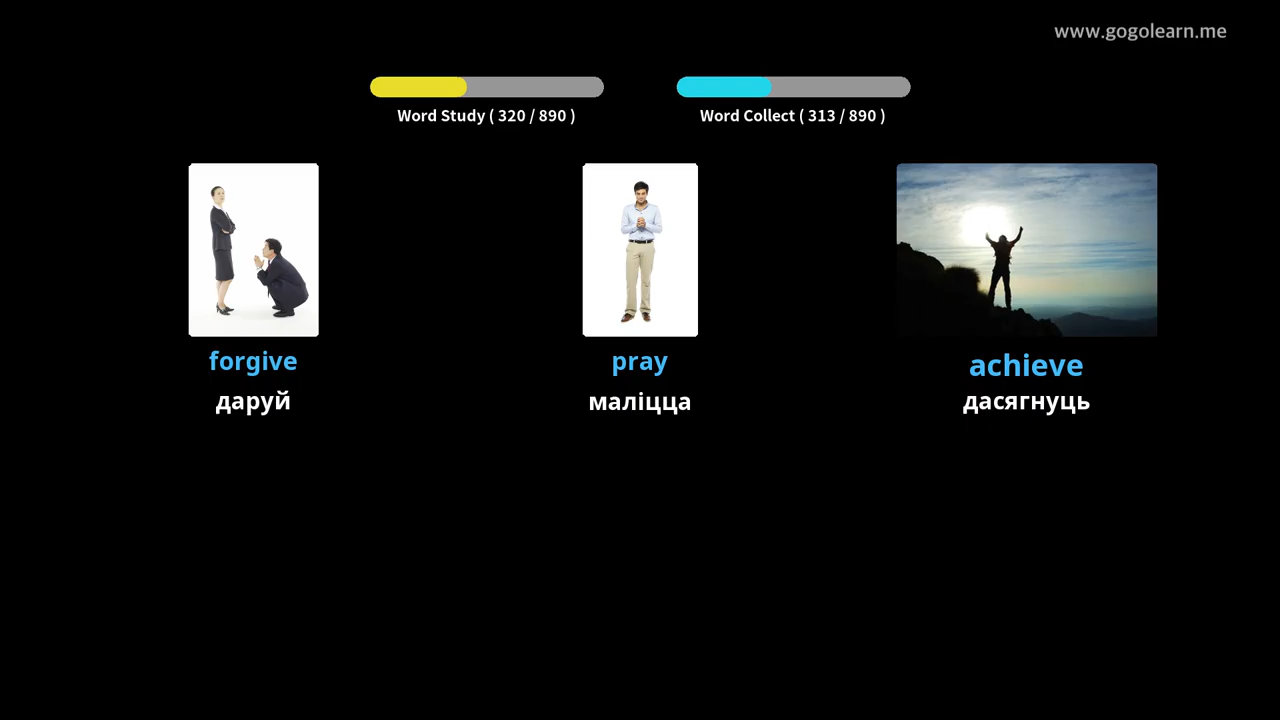 www.gogolearn.me
Word Study ( 320 / 890 )
Word Collect ( 313 / 890 )
forgive
даруй
pray
маліцца
achieve
дасягнуць